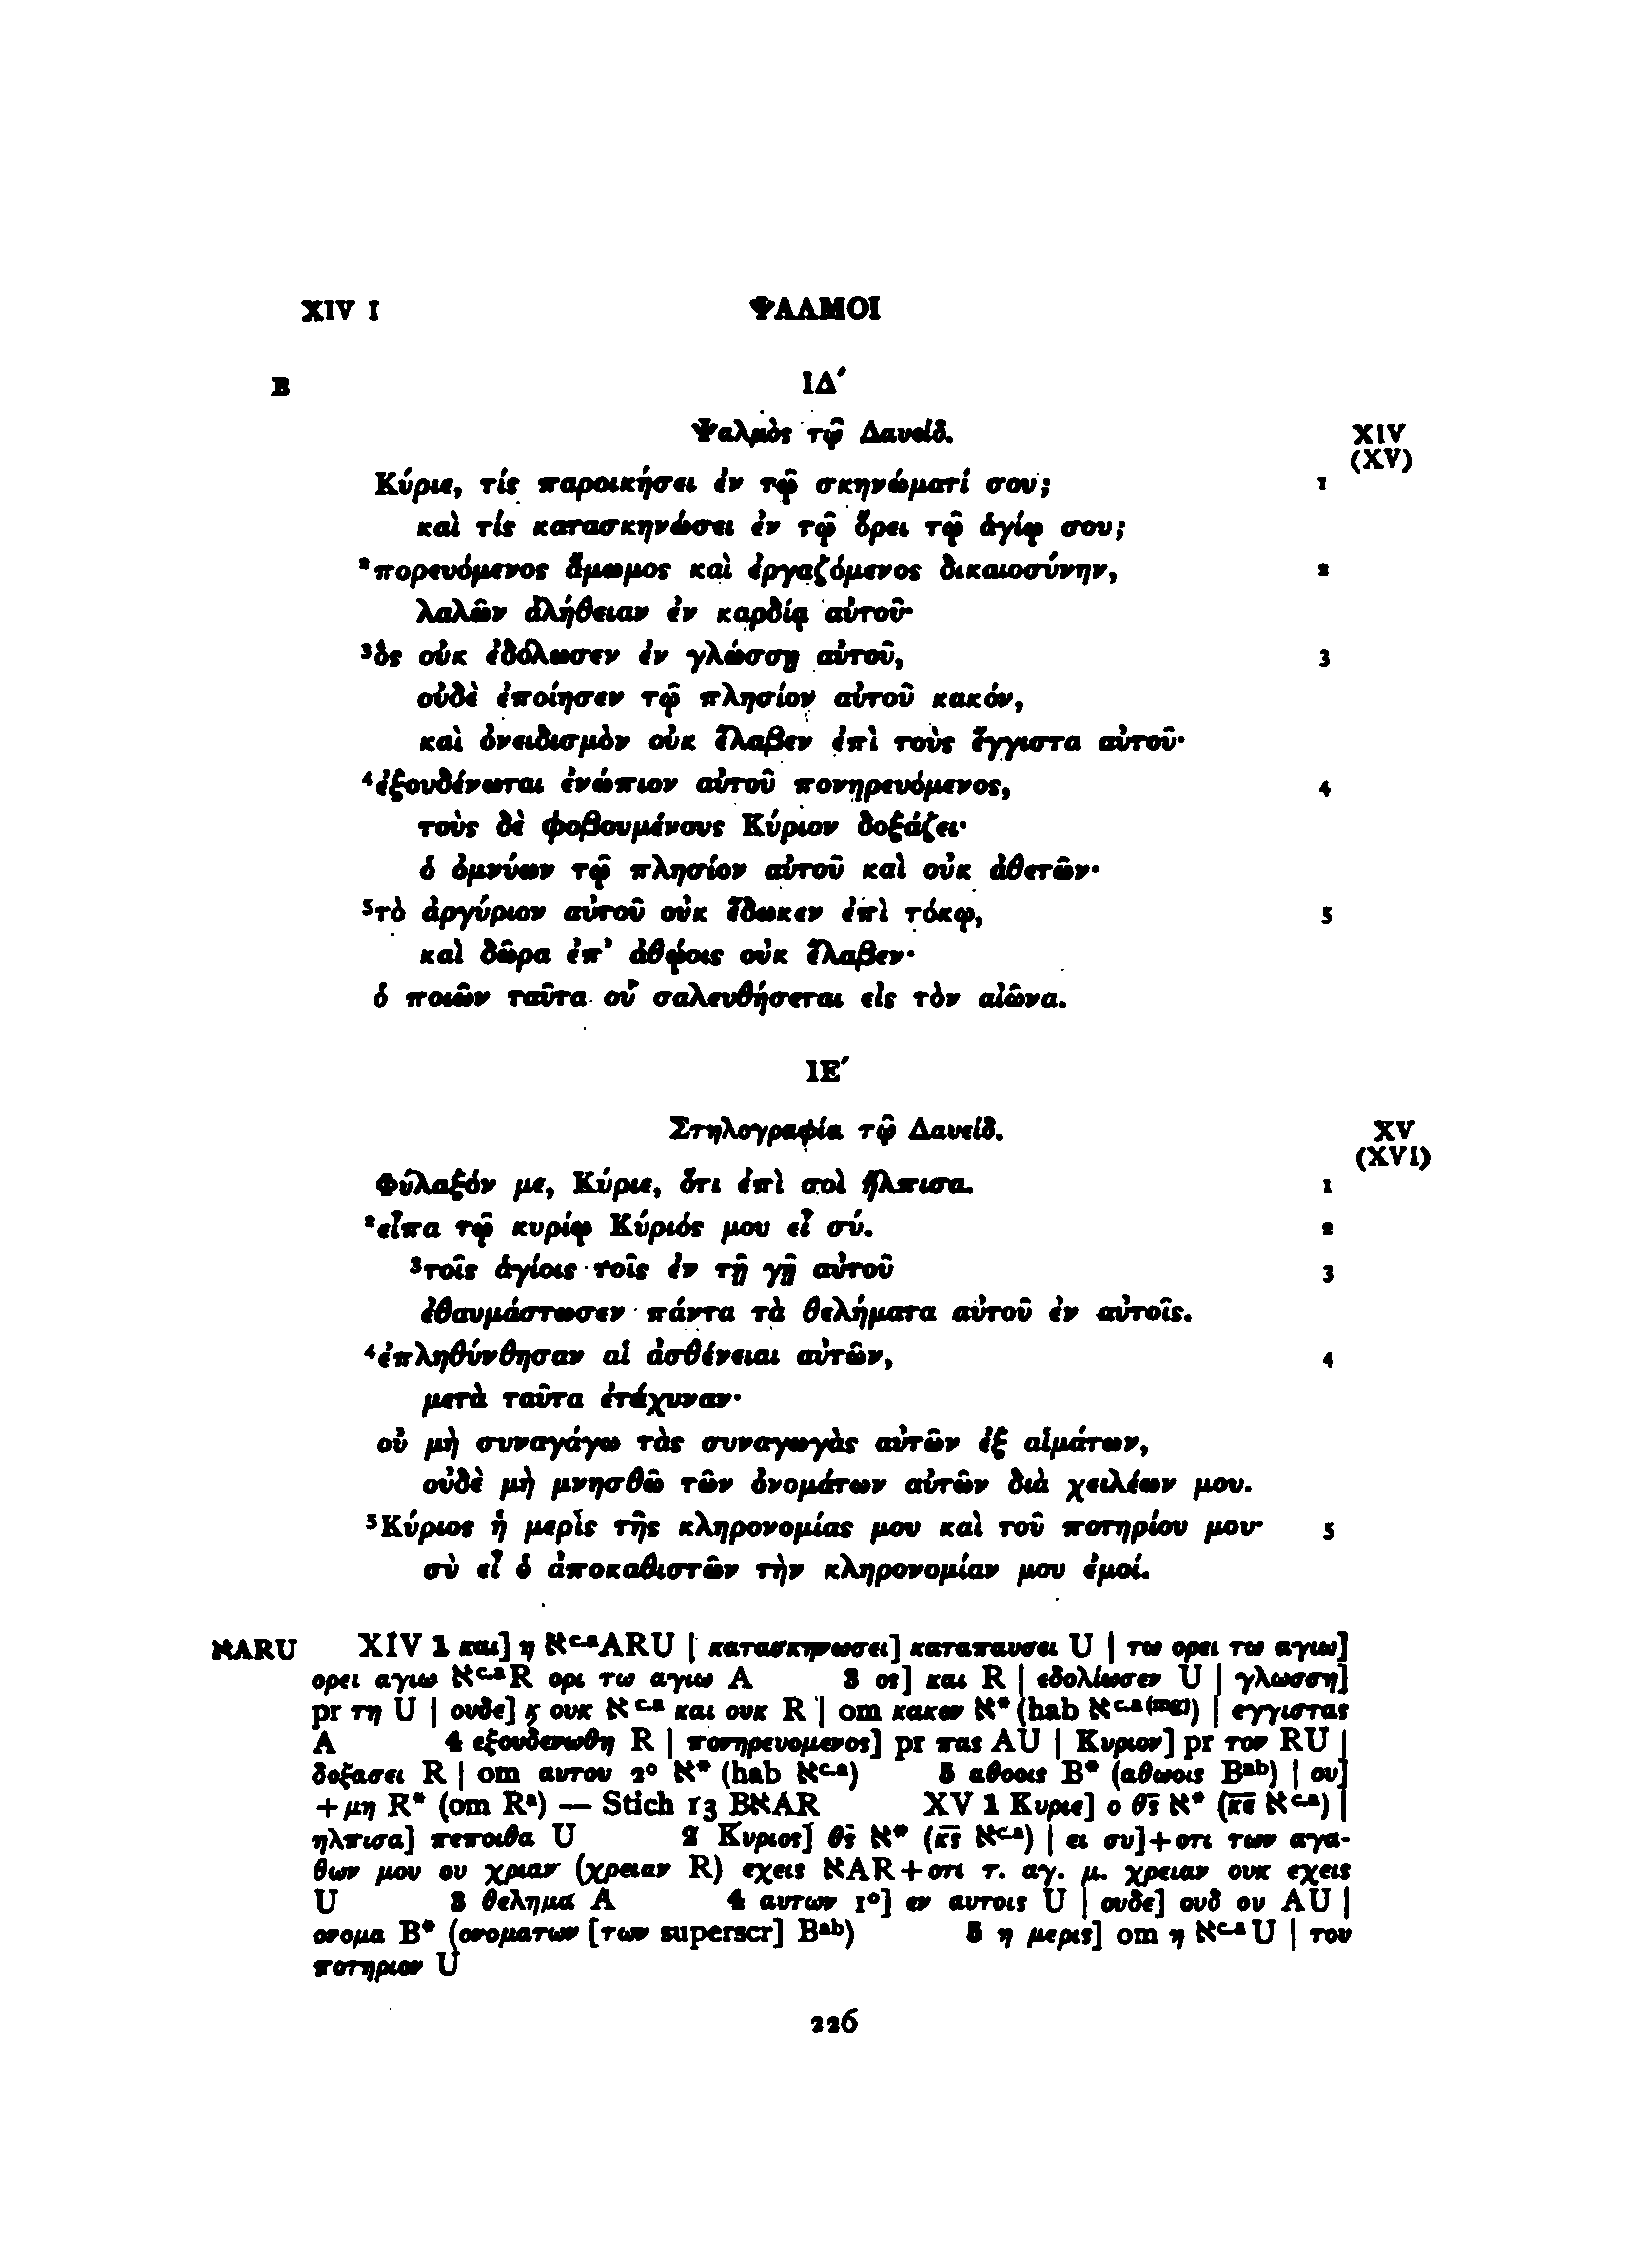 XIV 1 ΨΑΛΜΟΙ
B ΙΔʹ
Ψαλμὸς τῷ Δαυείδ. XIV
(XV)
Κύριε, τίς παροικήσει ἐν τῷ σκηνώματί σου; 1
καὶ τίς κατασκηνώσει ἐν τῷ ὄρει τῷ ἁγίῳ σου;
²πορευόμενος ἄμωμος καὶ ἐργαζόμενος δικαιοσύνην, 2
λαλῶν ἀλήθειαν ἐν καρδίᾳ αὐτοῦ·
³ὃς οὐκ ἐδόλωσεν ἐν γλώσσῃ αὐτοῦ, 3
οὐδὲ ἐποίησεν τῷ πλησίον αὐτοῦ κακόν,
καὶ ὀνειδισμὸν οὐκ ἔλαβεν ἐπὶ τοὺς ἔγγιστα αὐτοῦ·
⁴ἐξουδένωται ἐνώπιον αὐτοῦ πονηρευόμενος, 4
τοὺς δὲ φοβουμένους Κύριον δοξάζει·
ὁ ὀμνύων τῷ πλησίον αὐτοῦ καὶ οὐκ ἀθετῶν·
⁵τὸ ἀργύριον αὐτοῦ οὐκ ἔδωκεν ἐπὶ τόκῳ, 5
καὶ δῶρα ἐπ’ ἀθῴοις οὐκ ἔλαβεν·
ὁ ποιῶν ταῦτα οὐ σαλευθήσεται εἰς τὸν αἰῶνα.
ΙΕʹ
Στηλογραφία τῷ Δαυείδ. XV
(XVI)
Φύλαξόν με, Κύριε, ὅτι ἐπὶ σοὶ ἤλπισα. 1
²εἶπα τῷ κυρίῳ Κύριός μου εἶ σύ. 2
³τοῖς ἁγίοις τοῖς ἐν τῇ γῇ αὐτοῦ 3
ἐθαυμάστωσεν πάντα τὰ θελήματα αὐτοῦ ἐν αὐτοῖς.
⁴ἐπληθύνθησαν αἱ ἀσθένειαι αὐτῶν, 4
μετὰ ταῦτα ἐτάχυναν·
οὐ μὴ συναγάγω τὰς συναγωγὰς αὐτῶν ἐξ αἱμάτων,
οὐδὲ μὴ μνησθῶ τῶν ὀνομάτων αὐτῶν διὰ χειλέων μου.
⁵Κύριος ἡ μερὶς τῆς κληρονομίας μου καὶ τοῦ ποτηρίου μου· 5
σὺ εἶ ὁ ἀποκαθιστῶν τὴν κληρονομίαν μου ἐμοί.
אARU XIV 1 και] η א^c.a ARU | κατασκηνωσει] καταπαυσει U | τω ορει τω αγιω]
ορει αγιω א^c.a R ορι τω αγιω A 3 ος] και R | εδολιωσεν U | γλωσση]
pr τη U | ουδε] ϗ ουκ א^c.a και ουκ R | om κακον א* (hab א^c.a (mg)) | εγγιστας
A 4 εξουδενωθη R | πονηρευομενος] pr πας AU | Κυριον] pr τον RU |
δοξασει R | om αυτου 2° א* (hab א^c.a) 5 αθοοις B* (αθωοις B^ab) | ου]
+μη R* (om R^a) — Stich 13 BאAR XV 1 Κυριε] ο θ̅ς̅ א* (κ̅ε̅ א^c.a) |
ηλπισα] πεποιθα U 2 Κυριος] θ̅ς̅ א* (κ̅ς̅ א^c.a) | ει συ]+οτι των αγα-
θων μου ου χριαν (χρειαν R) εχεις אAR+οτι τ. αγ. μ. χρειαν ουκ εχεις
U 3 θελημα A 4 αυτων 1°] εν αυτοις U | ουδε] ουδ ου AU |
ονομα B* (ονοματων [των superscr] B^ab) 5 η μερις] om η א^c.a U | του
ποτηριον U
226